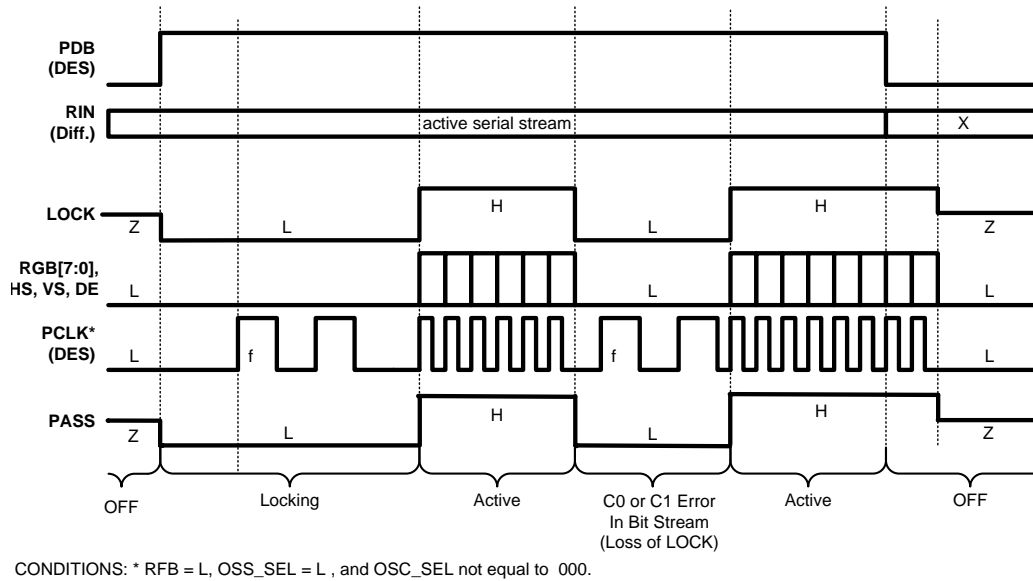 PDB
(DES)
RIN
(Diff.)
active serial stream
X
LOCK
Z
L
H
L
H
Z
RGB[7:0],
HS, VS, DE
L
L
L
PCLK*
(DES)
L
f
f
L
PASS
Z
L
H
L
H
Z
OFF
Locking
Active
C0 or C1 Error
In Bit Stream
(Loss of LOCK)
Active
OFF
CONDITIONS: * RFB = L, OSS_SEL = L , and OSC_SEL not equal to 000.